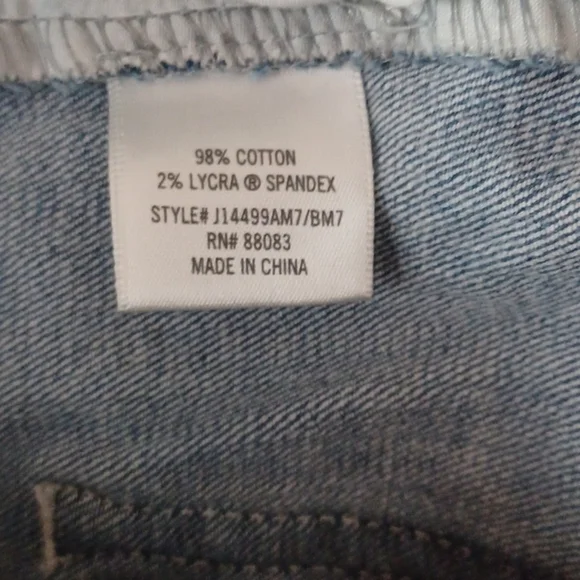 98% COTTON
2% LYCRA ® SPANDEX
STYLE# J14499AM7/BM7
RN# 88083
MADE IN CHINA